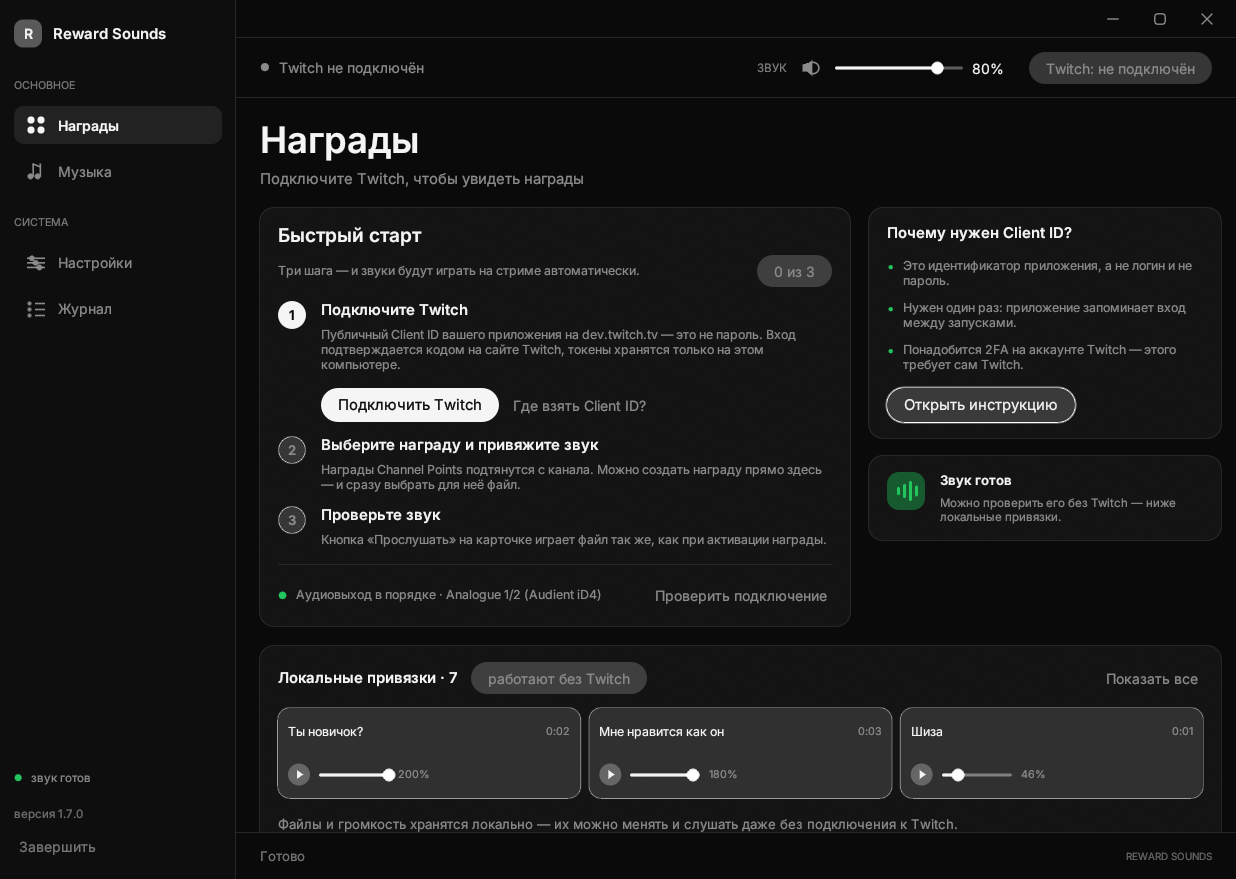 R
Reward Sounds
ОСНОВНОЕ
Награды
Музыка
СИСТЕМА
Настройки
Журнал
звук готов
версия 1.7.0
Завершить
Twitch не подключён
ЗВУК
80%
Twitch: не подключён
Награды
Подключите Twitch, чтобы увидеть награды
Быстрый старт
Три шага — и звуки будут играть на стриме автоматически.
0 из 3
1
Подключите Twitch
Публичный Client ID вашего приложения на dev.twitch.tv — это не пароль. Вход
подтверждается кодом на сайте Twitch, токены хранятся только на этом
компьютере.
Подключить Twitch
Где взять Client ID?
2
Выберите награду и привяжите звук
Награды Channel Points подтянутся с канала. Можно создать награду прямо здесь
— и сразу выбрать для неё файл.
3
Проверьте звук
Кнопка «Прослушать» на карточке играет файл так же, как при активации награды.
Аудиовыход в порядке · Analogue 1/2 (Audient iD4)
Проверить подключение
Почему нужен Client ID?
Это идентификатор приложения, а не логин и не
пароль.
Нужен один раз: приложение запоминает вход
между запусками.
Понадобится 2FA на аккаунте Twitch — этого
требует сам Twitch.
Открыть инструкцию
Звук готов
Можно проверить его без Twitch — ниже
локальные привязки.
Локальные привязки · 7
работают без Twitch
Показать все
Ты новичок?
0:02
200%
Мне нравится как он
0:03
180%
Шиза
0:01
46%
Файлы и громкость хранятся локально — их можно менять и слушать даже без подключения к Twitch.
Готово
REWARD SOUNDS